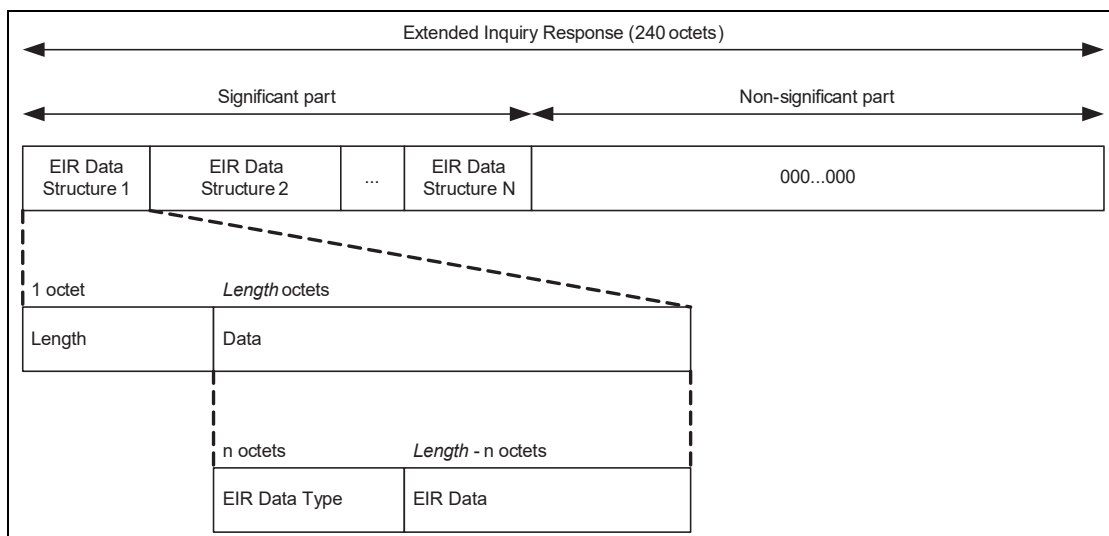 Extended Inquiry Response (240 octets)
Significant part
Non-significant part
EIR Data
Structure 1
EIR Data
Structure 2
...
EIR Data
Structure N
000...000
1 octet
Length octets
Length
Data
n octets
Length - n octets
EIR Data Type
EIR Data